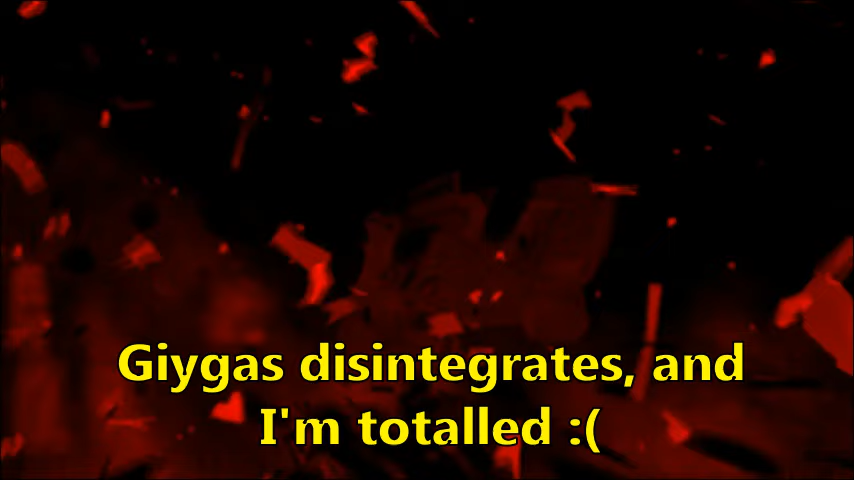 Giygas disintegrates, and
I'm totalled :(